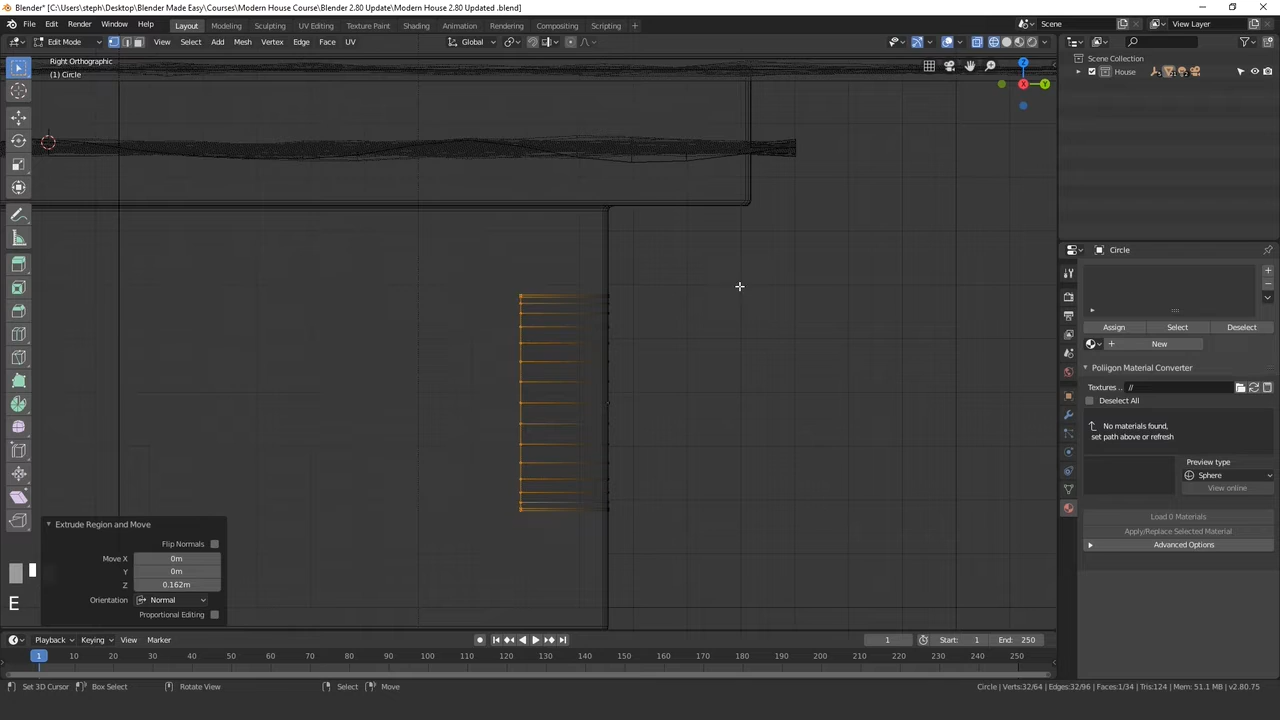 Blender* [C:\Users\steph\Desktop\Blender Made Easy\Courses\Modern House Course\Blender 2.80 Update\Modern House 2.80 Updated .blend]
File Edit Render Window Help Layout Modeling Sculpting UV Editing Texture Paint Shading Animation Rendering Compositing Scripting + Scene View Layer
Edit Mode View Select Add Mesh Vertex Edge Face UV Global
Right Orthographic
(1) Circle
Z
Y
X
Scene Collection
House
Circle
Assign Select Deselect
New
Poliigon Material Converter
Textures .. //
Deselect All
No materials found,
set path above or refresh
Preview type
Sphere
View online
Load 0 Materials
Apply/Replace Selected Material
Advanced Options
Extrude Region and Move
Flip Normals
Move X 0m
Y 0m
Z 0.162m
Orientation Normal
Proportional Editing
E
Playback Keying View Marker 1 Start: 1 End: 250
1 10 20 30 40 50 60 70 80 90 100 110 120 130 140 150 160 170 180 190 200 210 220 230 240 250
Set 3D Cursor Box Select Rotate View Select Move Circle | Verts:32/64 | Edges:32/96 | Faces:1/34 | Tris:124 | Mem: 51.1 MB | v2.80.75